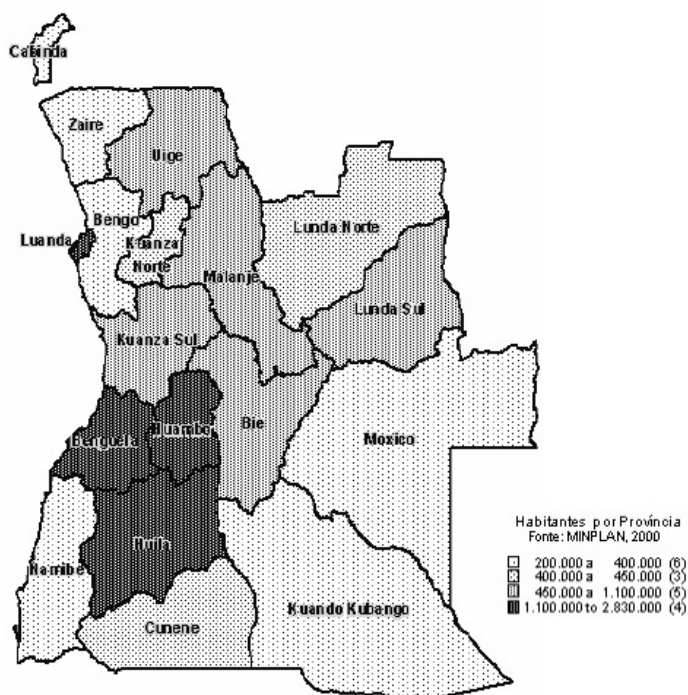 Cabinda
Zaire
Uige
Bengo
Luanda
Kuanza
Norte
Lunda Norte
Malanje
Lunda Sul
Kuanza Sul
Benguela
Huambo
Bie
Moxico
Huila
Namibe
Cunene
Kuando Kubango
Habitantes por Província
Fonte: MINPLAN, 2000
200.000 a 400.000 (6)
400.000 a 450.000 (3)
450.000 a 1.100.000 (5)
1.100.000 to 2.830.000 (4)